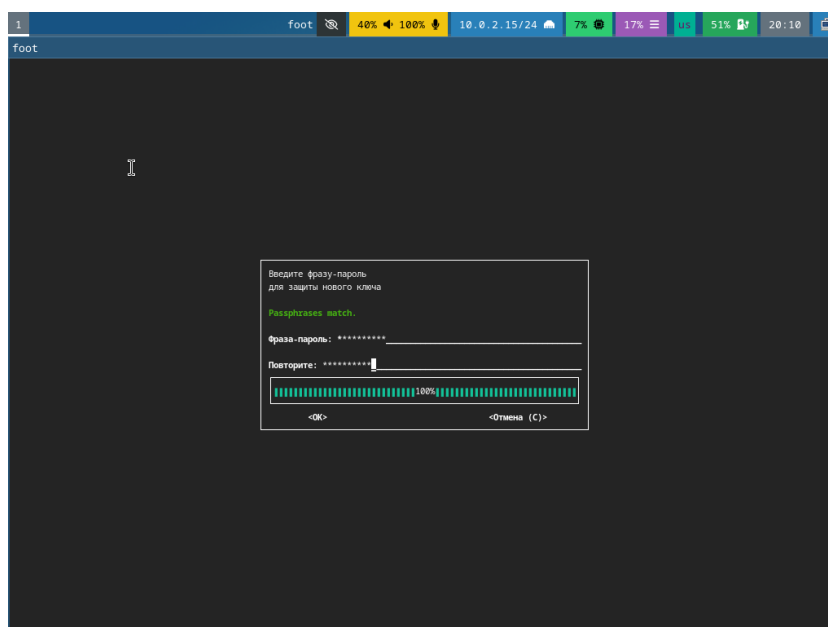 1 foot 40% 100% 10.0.2.15/24 7% 17% us 51% 20:10
foot
Введите фразу-пароль
для защиты нового ключа
Passphrases match.
Фраза-пароль: **********
Повторите: **********
100%
<OK> <Отмена (C)>